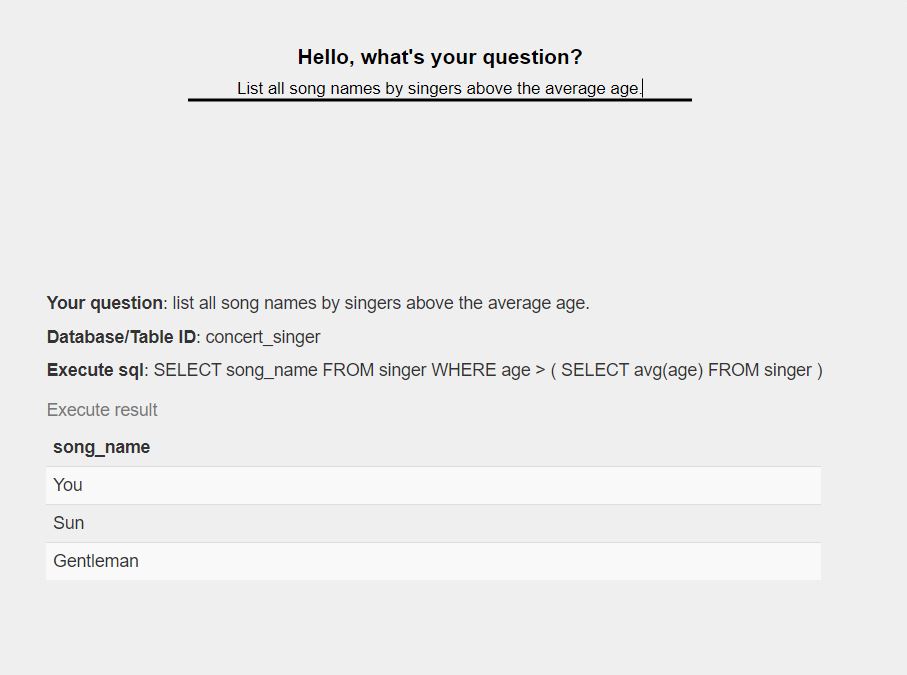 Hello, what's your question?
List all song names by singers above the average age.
Your question: list all song names by singers above the average age.
Database/Table ID: concert_singer
Execute sql: SELECT song_name FROM singer WHERE age > ( SELECT avg(age) FROM singer )
Execute result
song_name
You
Sun
Gentleman